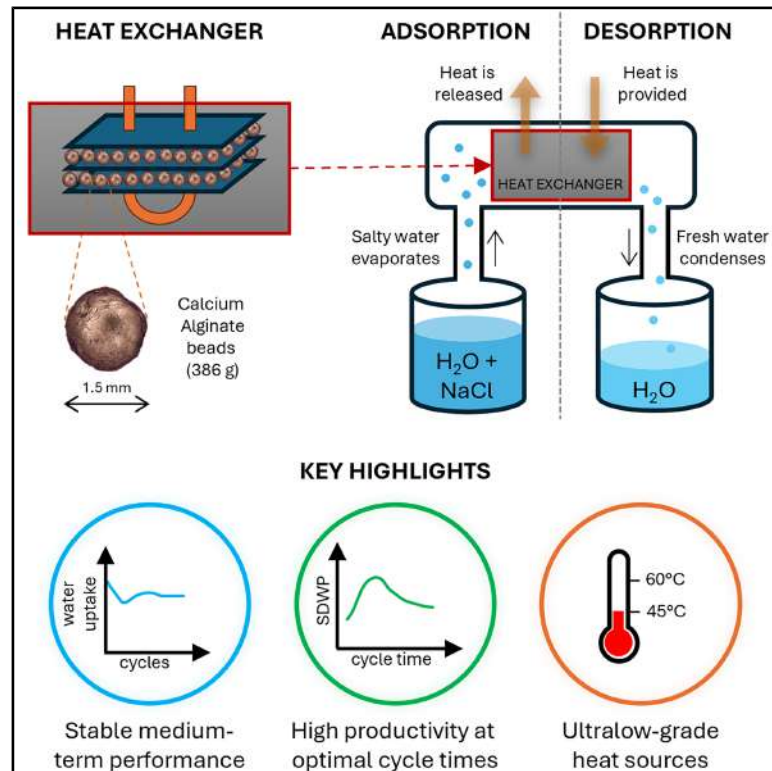 HEAT EXCHANGER
ADSORPTION
DESORPTION
Heat is
released
Heat is
provided
HEAT EXCHANGER
Salty water
evaporates
Fresh water
condenses
Calcium
Alginate
beads
(386 g)
1.5 mm
H₂O +
NaCl
H₂O
KEY HIGHLIGHTS
water
uptake
cycles
SDWP
cycle time
60°C
45°C
Stable medium-
term performance
High productivity at
optimal cycle times
Ultralow-grade
heat sources